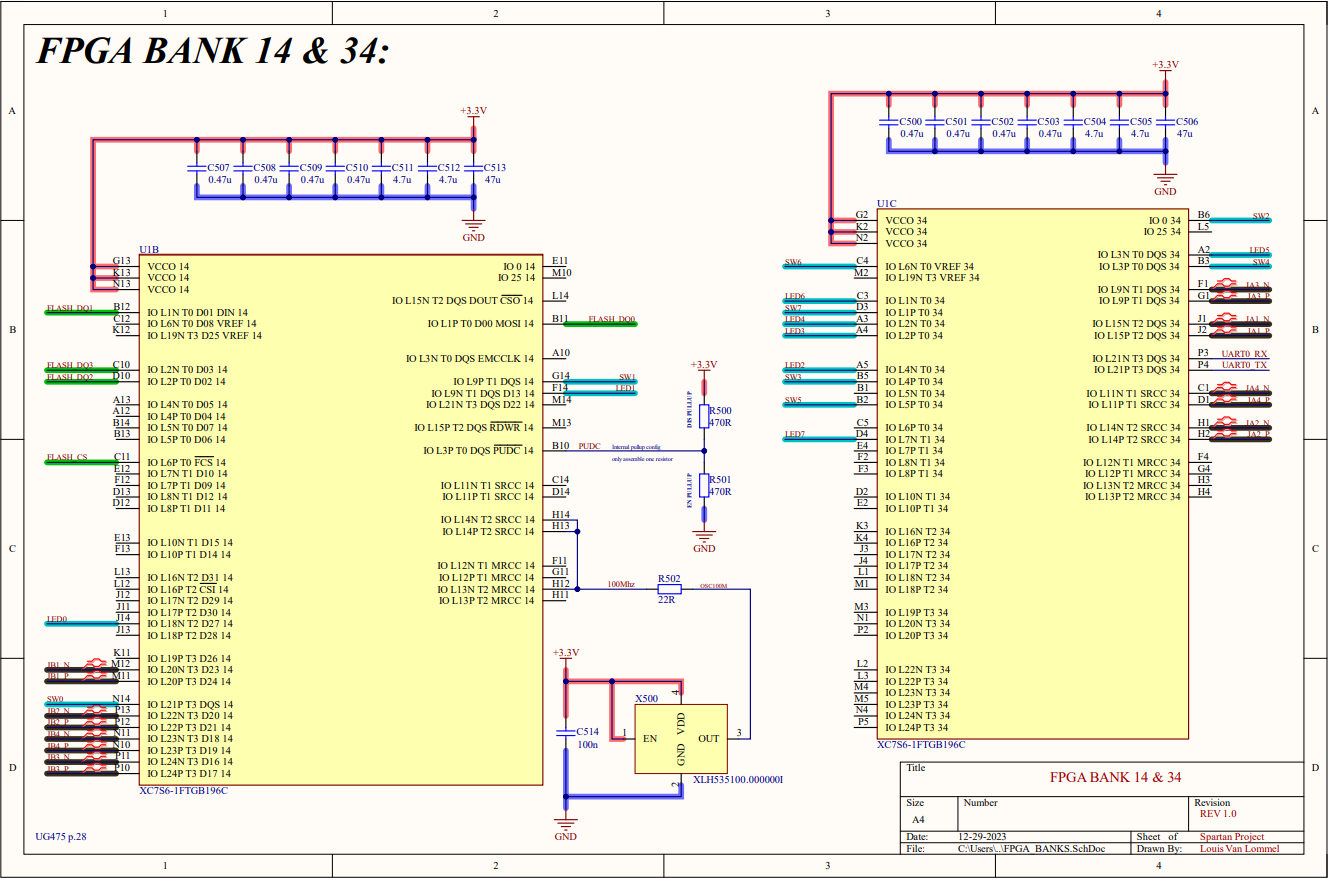 1 2 3 4
FPGA BANK 14 & 34:
A A
+3.3V
C507 0.47u
C508 0.47u
C509 0.47u
C510 0.47u
C511 4.7u
C512 4.7u
C513 47u
GND
+3.3V
C500 0.47u
C501 0.47u
C502 0.47u
C503 0.47u
C504 4.7u
C505 4.7u
C506 47u
GND
B B
U1B
G13 VCCO 14
K13 VCCO 14
N13 VCCO 14
FLASH_DQ1 B12 IO L1N T0 D01 DIN 14
C12 IO L6N T0 D08 VREF 14
K12 IO L19N T3 D25 VREF 14
FLASH_DQ3 C10 IO L2N T0 D03 14
FLASH_DQ2 D10 IO L2P T0 D02 14
A13 IO L4N T0 D05 14
A12 IO L4P T0 D04 14
B14 IO L5N T0 D07 14
B13 IO L5P T0 D06 14
FLASH_CS C11 IO L6P T0 FCS 14
E12 IO L7N T1 D10 14
F12 IO L7P T1 D09 14
D13 IO L8N T1 D12 14
D12 IO L8P T1 D11 14
E13 IO L10N T1 D15 14
F13 IO L10P T1 D14 14
L13 IO L16N T2 D31 14
L12 IO L16P T2 CSI 14
J12 IO L17N T2 D29 14
J11 IO L17P T2 D30 14
LED0 J14 IO L18N T2 D27 14
J13 IO L18P T2 D28 14
K11 IO L19P T3 D26 14
JB1_N M12 IO L20N T3 D23 14
JB1_P M11 IO L20P T3 D24 14
SW0 N14 IO L21P T3 DQS 14
JB2_N P13 IO L22N T3 D20 14
JB2_P P12 IO L22P T3 D21 14
JB4_N N11 IO L23N T3 D18 14
JB4_P N10 IO L23P T3 D19 14
JB3_N P11 IO L24N T3 D16 14
JB3_P P10 IO L24P T3 D17 14
IO 0 14 E11
IO 25 14 M10
IO L15N T2 DQS DOUT CSO 14 L14
IO L1P T0 D00 MOSI 14 B11 FLASH_DQ0
IO L3N T0 DQS EMCCLK 14 A10
IO L9P T1 DQS 14 G14 SW1
IO L9N T1 DQS D13 14 F14 LED1
IO L21N T3 DQS D22 14 M14
IO L15P T2 DQS RDWR 14 M13
IO L3P T0 DQS PUDC 14 B10 PUDC
IO L11N T1 SRCC 14 C14
IO L11P T1 SRCC 14 D14
IO L14N T2 SRCC 14 H14
IO L14P T2 SRCC 14 H13
IO L12N T1 MRCC 14 F11
IO L12P T1 MRCC 14 G11
IO L13N T2 MRCC 14 H12
IO L13P T2 MRCC 14 H11
XC7S6-1FTGB196C
+3.3V
DIS PULLUP
R500
470R
Internal pullup config
only assemble one resistor
EN PULLUP
R501
470R
GND
100Mhz
R502
22R
OSC100M
+3.3V
C514
100n
X500
4 VDD
1 EN
OUT 3
GND 2
XLH535100.000000I
GND
U1C
G2 VCCO 34
K2 VCCO 34
N2 VCCO 34
SW6 C4 IO L6N T0 VREF 34
M2 IO L19N T3 VREF 34
LED6 C3 IO L1N T0 34
SW7 D3 IO L1P T0 34
LED4 A3 IO L2N T0 34
LED3 A4 IO L2P T0 34
LED2 A5 IO L4N T0 34
SW3 B5 IO L4P T0 34
B1 IO L5N T0 34
SW5 B2 IO L5P T0 34
C5 IO L6P T0 34
LED7 D4 IO L7N T1 34
E4 IO L7P T1 34
F2 IO L8N T1 34
F3 IO L8P T1 34
D2 IO L10N T1 34
E2 IO L10P T1 34
K3 IO L16N T2 34
K4 IO L16P T2 34
J3 IO L17N T2 34
J4 IO L17P T2 34
L1 IO L18N T2 34
M1 IO L18P T2 34
M3 IO L19P T3 34
N1 IO L20N T3 34
P2 IO L20P T3 34
L2 IO L22N T3 34
L3 IO L22P T3 34
M4 IO L23N T3 34
M5 IO L23P T3 34
N4 IO L24N T3 34
P5 IO L24P T3 34
IO 0 34 B6 SW2
IO 25 34 L5
IO L3N T0 DQS 34 A2 LED5
IO L3P T0 DQS 34 B3 SW4
IO L9N T1 DQS 34 F1 JA3_N
IO L9P T1 DQS 34 G1 JA3_P
IO L15N T2 DQS 34 J1 JA1_N
IO L15P T2 DQS 34 J2 JA1_P
IO L21N T3 DQS 34 P3 UART0_RX
IO L21P T3 DQS 34 P4 UART0_TX
IO L11N T1 SRCC 34 C1 JA4_N
IO L11P T1 SRCC 34 D1 JA4_P
IO L14N T2 SRCC 34 H1 JA2_N
IO L14P T2 SRCC 34 H2 JA2_P
IO L12N T1 MRCC 34 F4
IO L12P T1 MRCC 34 G4
IO L13N T2 MRCC 34 H3
IO L13P T2 MRCC 34 H4
XC7S6-1FTGB196C
C C
D D
UG475 p.28
Title
FPGA BANK 14 & 34
Size Number Revision
A4 REV 1.0
Date: 12-29-2023 Sheet of Spartan Project
File: C:\Users\..\FPGA_BANKS.SchDoc Drawn By: Louis Van Lommel
1 2 3 4